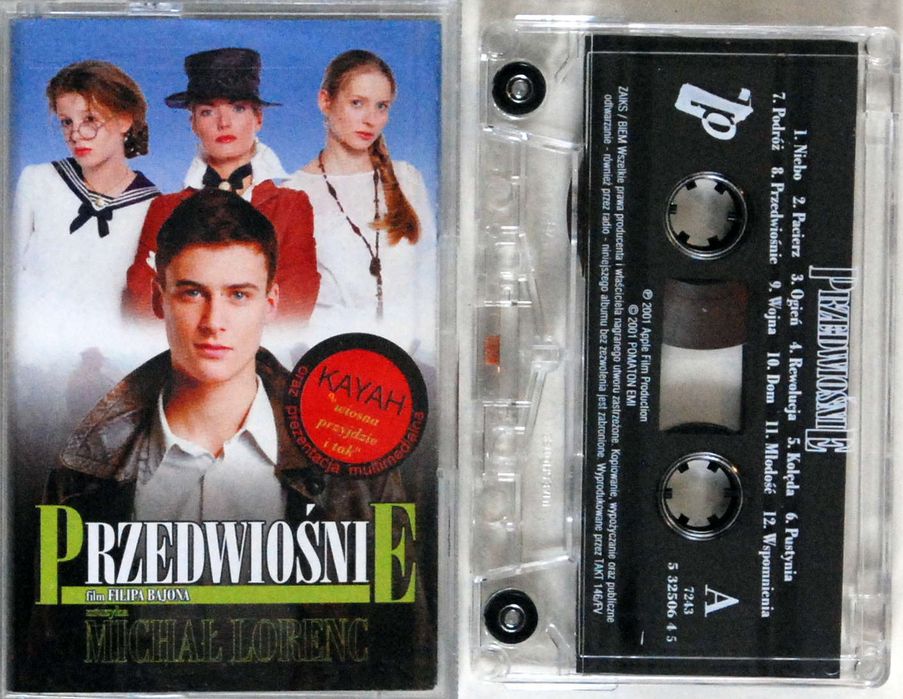 KAYAH
"wiosna
przyjdzie
i tak"
oraz prezentacja multimedialna
PRZEDWIOŚNIE
film FILIPA BAJONA
muzyka
MICHAŁ LORENC
PRZEDWIOŚNIE
1. Niebo 2. Pacierz 3. Ogień 4. Rewolucja 5. Kolęda 6. Pustynia
7. Podróż 8. Przedwiośnie 9. Wojna 10. Dom 11. Młodość 12. Wspomnienia
A
7243
5 32506 4 5
℗ 2001 Apple Film Production
© 2001 POMATON EMI
ZAIKS / BIEM Wszelkie prawa producenta i właściciela nagranego utworu zastrzeżone. Kopiowanie, wypożyczanie oraz publiczne
odtwarzanie - również przez radio - niniejszego albumu bez zezwolenia jest zabronione. Wyprodukowane przez TAKT 146/FY